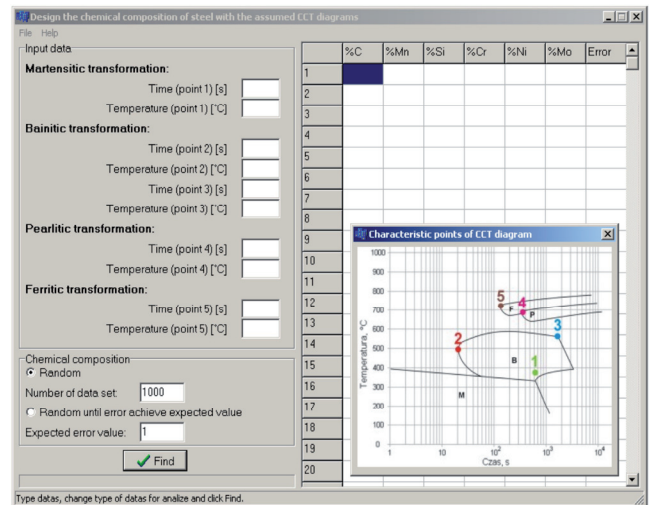 Design the chemical composition of steel with the assumed CCT diagrams
File Help
Input data
Martensitic transformation:
Time (point 1) [s]
Temperature (point 1) [°C]
Bainitic transformation:
Time (point 2) [s]
Temperature (point 2) [°C]
Time (point 3) [s]
Temperature (point 3) [°C]
Pearlitic transformation:
Time (point 4) [s]
Temperature (point 4) [°C]
Ferritic transformation:
Time (point 5) [s]
Temperature (point 5) [°C]
Chemical composition
Random
Number of data set: 1000
Random until error achieve expected value
Expected error value: 1
Find
%C %Mn %Si %Cr %Ni %Mo Error
1
2
3
4
5
6
7
8
9
10
11
12
13
14
15
16
17
18
19
20
Characteristic points of CCT diagram
1000
900
800
700
600
500
400
300
200
100
0
Temperatura, °C
5
4
F
P
3
2
1
B
M
1 10 10² 10³ 10⁴
Czas, s
Type datas, change type of datas for analize and click Find.